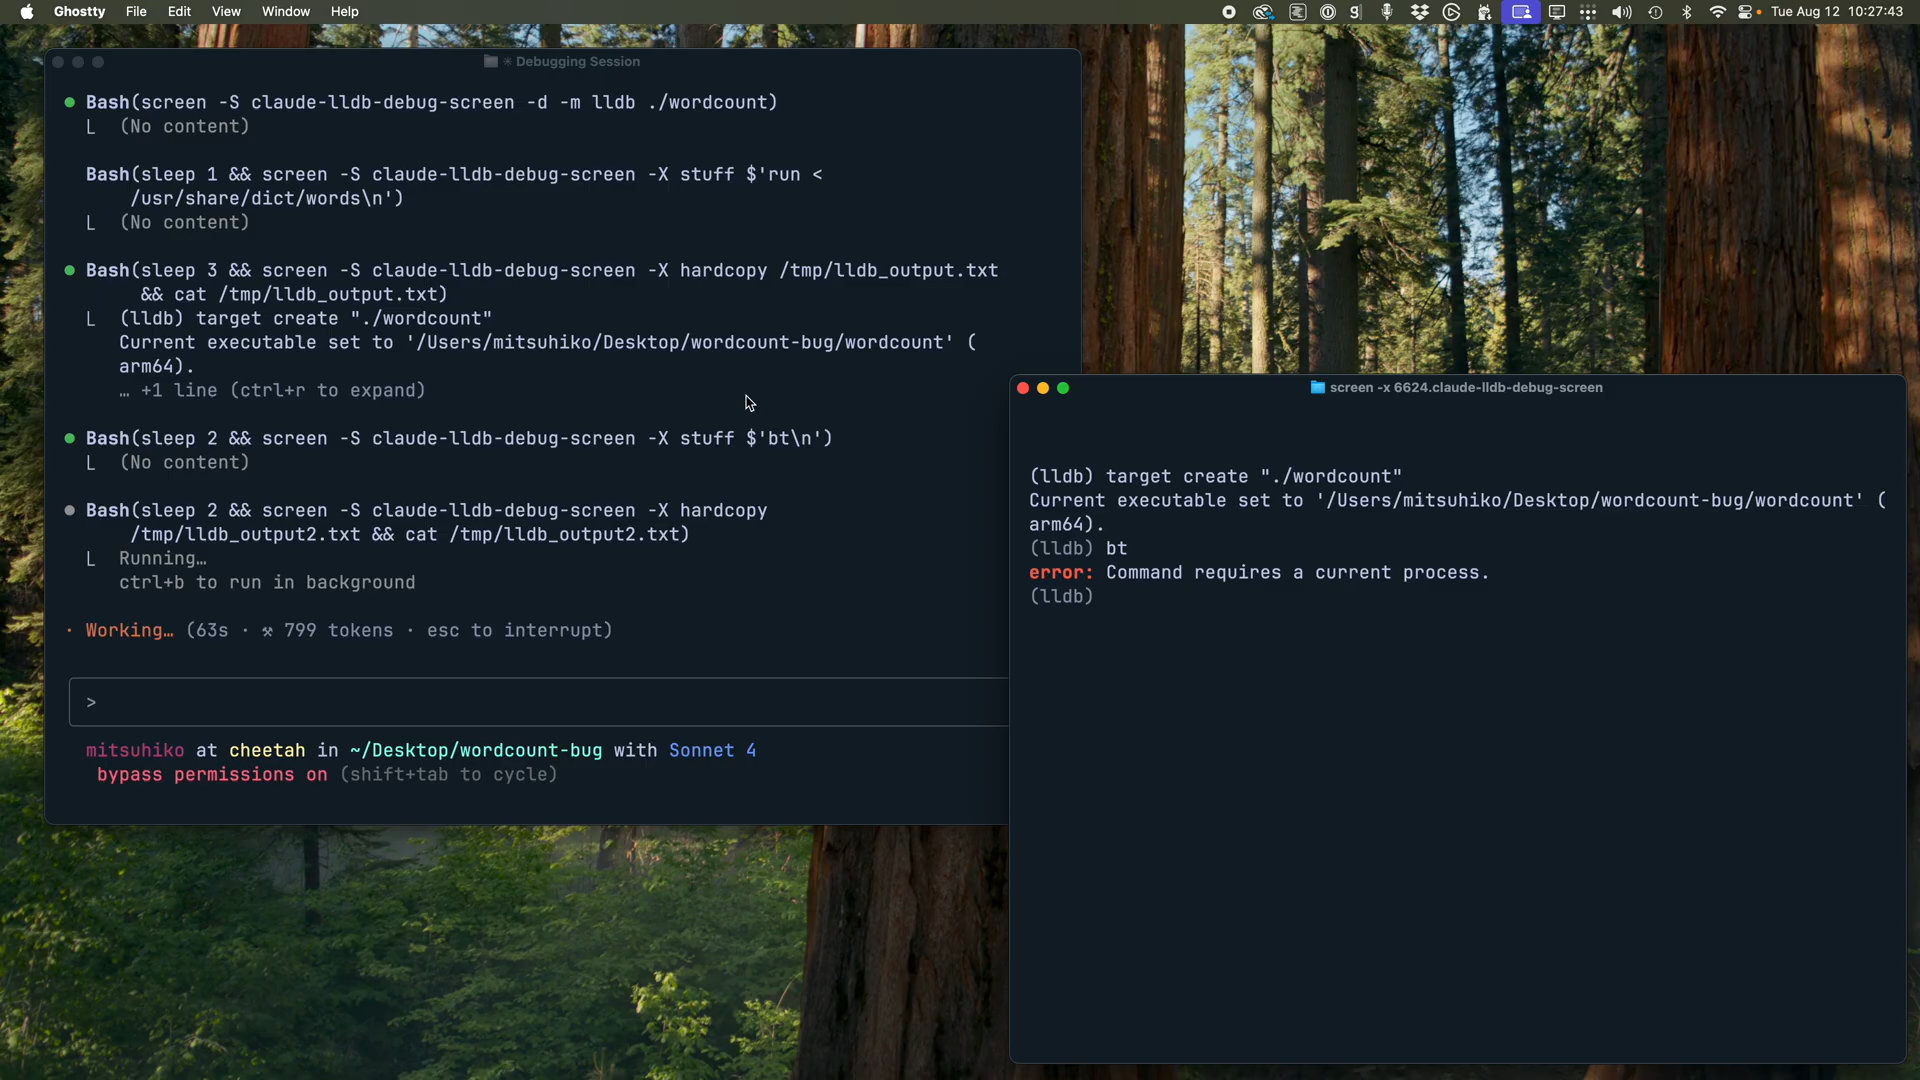 Ghostty File Edit View Window Help
Tue Aug 12 10:27:43
✳ Debugging Session
● Bash(screen -S claude-lldb-debug-screen -d -m lldb ./wordcount)
⎿ (No content)
Bash(sleep 1 && screen -S claude-lldb-debug-screen -X stuff $'run <
/usr/share/dict/words\n')
⎿ (No content)
● Bash(sleep 3 && screen -S claude-lldb-debug-screen -X hardcopy /tmp/lldb_output.txt
&& cat /tmp/lldb_output.txt)
⎿ (lldb) target create "./wordcount"
Current executable set to '/Users/mitsuhiko/Desktop/wordcount-bug/wordcount' (
arm64).
… +1 line (ctrl+r to expand)
● Bash(sleep 2 && screen -S claude-lldb-debug-screen -X stuff $'bt\n')
⎿ (No content)
● Bash(sleep 2 && screen -S claude-lldb-debug-screen -X hardcopy
/tmp/lldb_output2.txt && cat /tmp/lldb_output2.txt)
⎿ Running…
ctrl+b to run in background
· Working… (63s · ⚒ 799 tokens · esc to interrupt)
>
mitsuhiko at cheetah in ~/Desktop/wordcount-bug with Sonnet 4
bypass permissions on (shift+tab to cycle)
screen -x 6624.claude-lldb-debug-screen
(lldb) target create "./wordcount"
Current executable set to '/Users/mitsuhiko/Desktop/wordcount-bug/wordcount' (
arm64).
(lldb) bt
error: Command requires a current process.
(lldb)